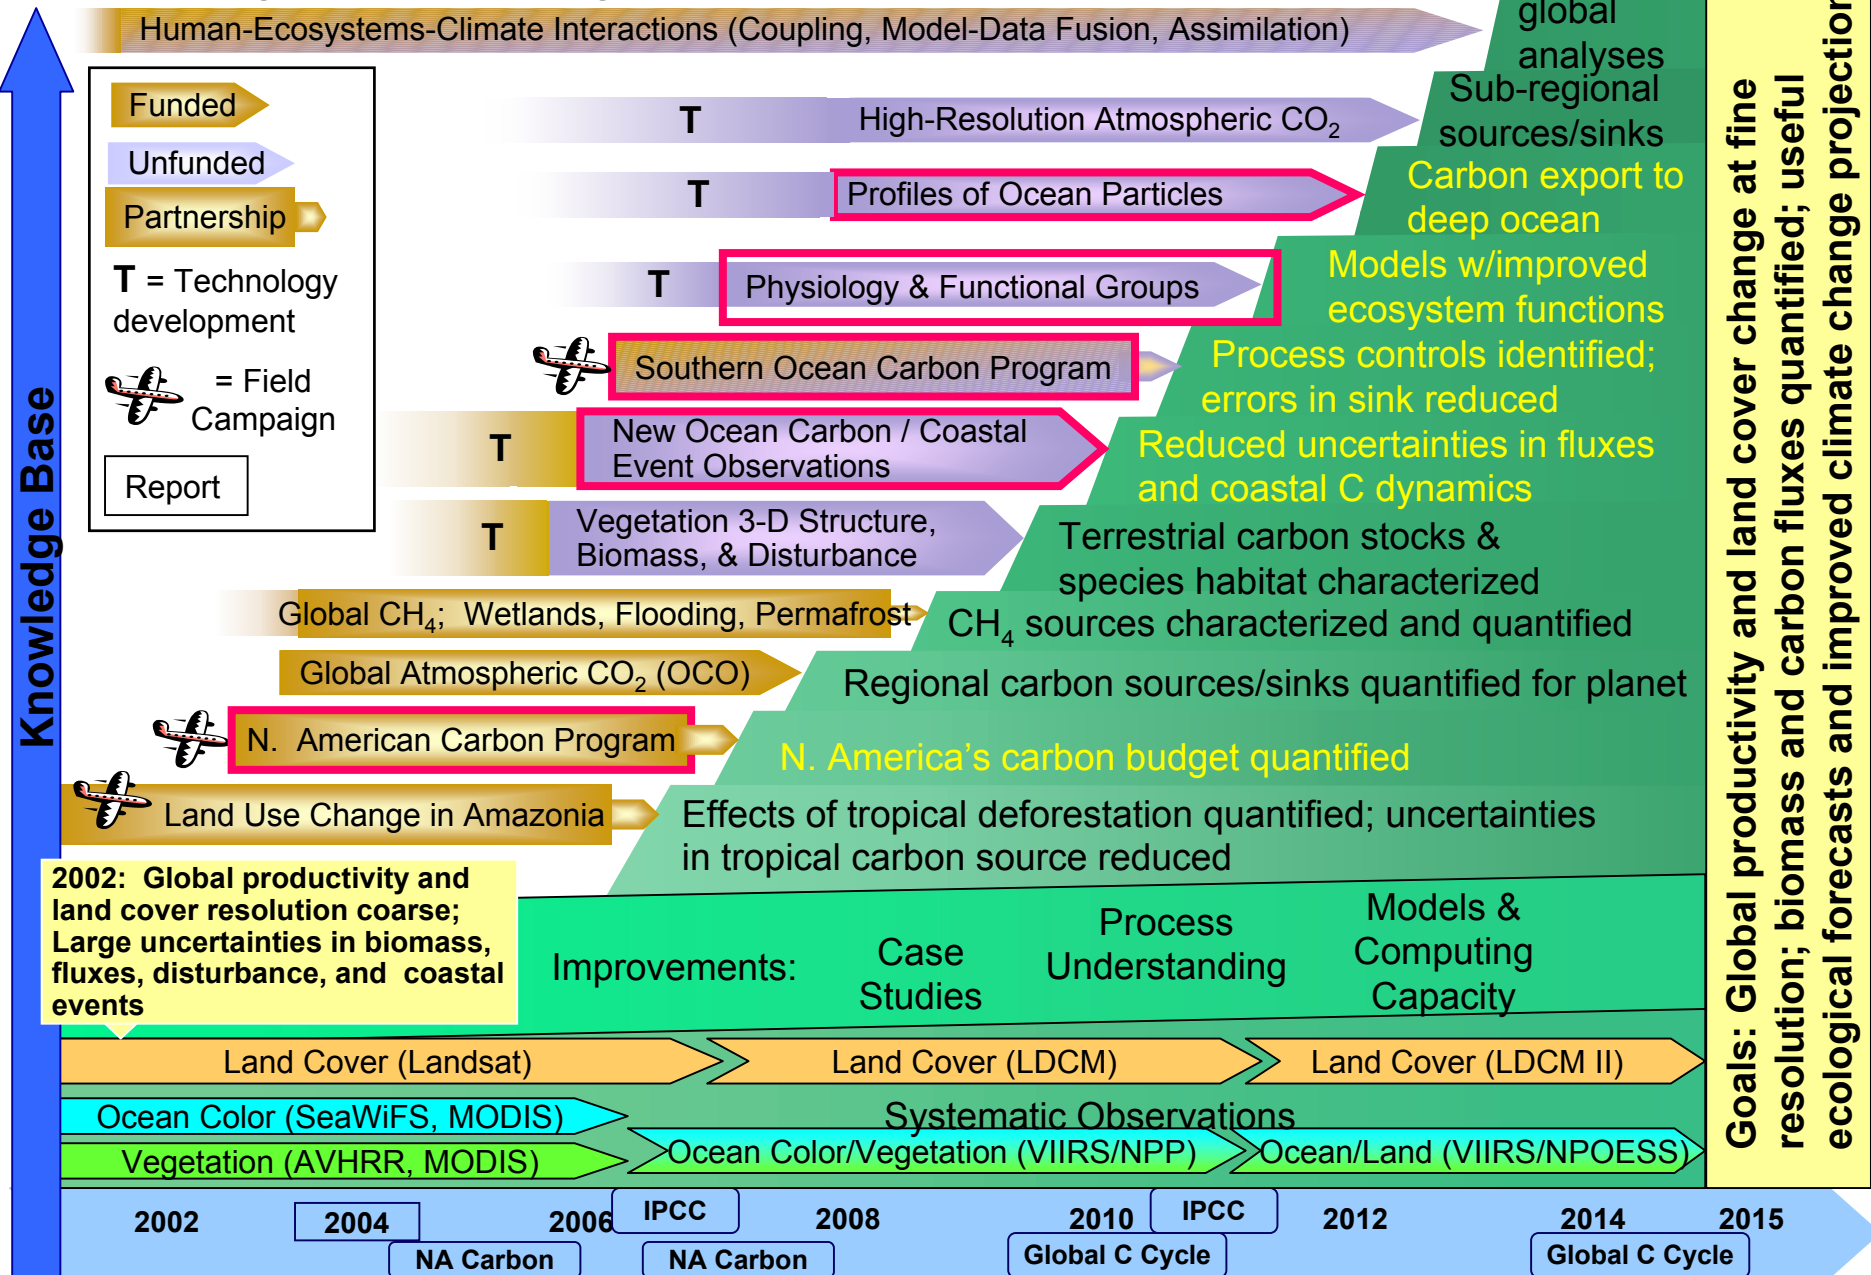 Human-Ecosystems-Climate Interactions (Coupling, Model-Data Fusion, Assimilation)
global
analyses
Funded
Unfunded
Partnership
T = Technology
development
= Field
Campaign
Report
Knowledge Base
T
High-Resolution Atmospheric CO2
Sub-regional
sources/sinks
T
Profiles of Ocean Particles
Carbon export to
deep ocean
T
Physiology & Functional Groups
Models w/improved
ecosystem functions
Southern Ocean Carbon Program
Process controls identified;
errors in sink reduced
T
New Ocean Carbon / Coastal
Event Observations
Reduced uncertainties in fluxes
and coastal C dynamics
T
Vegetation 3-D Structure,
Biomass, & Disturbance
Terrestrial carbon stocks &
species habitat characterized
Global CH4; Wetlands, Flooding, Permafrost
CH4 sources characterized and quantified
Global Atmospheric CO2 (OCO)
Regional carbon sources/sinks quantified for planet
N. American Carbon Program
N. America's carbon budget quantified
Land Use Change in Amazonia
Effects of tropical deforestation quantified; uncertainties
in tropical carbon source reduced
2002: Global productivity and
land cover resolution coarse;
Large uncertainties in biomass,
fluxes, disturbance, and coastal
events
Improvements:
Case
Studies
Process
Understanding
Models &
Computing
Capacity
Land Cover (Landsat)
Land Cover (LDCM)
Land Cover (LDCM II)
Ocean Color (SeaWiFS, MODIS)
Systematic Observations
Vegetation (AVHRR, MODIS)
Ocean Color/Vegetation (VIIRS/NPP)
Ocean/Land (VIIRS/NPOESS)
2002
2004
2006
IPCC
2008
2010
IPCC
2012
2014
2015
NA Carbon
NA Carbon
Global C Cycle
Global C Cycle
Goals: Global productivity and land cover change at fine
resolution; biomass and carbon fluxes quantified; useful
ecological forecasts and improved climate change projection